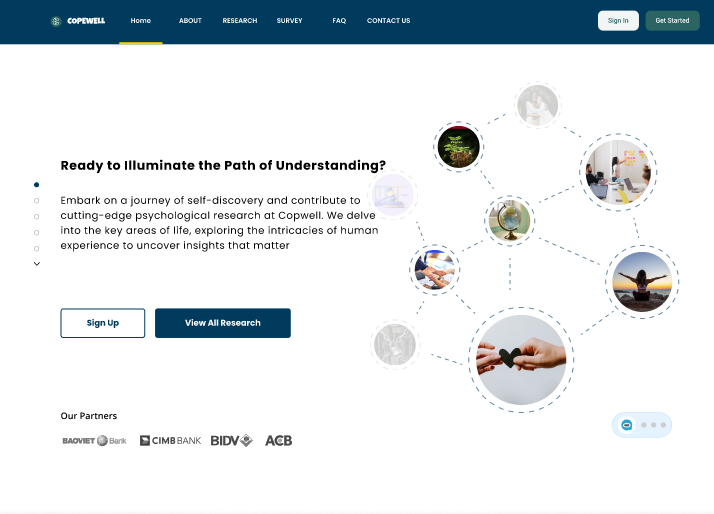 COPEWELL
Home
ABOUT
RESEARCH
SURVEY
FAQ
CONTACT US
Sign In
Get Started
Ready to Illuminate the Path of Understanding?
Embark on a journey of self-discovery and contribute to
cutting-edge psychological research at Copwell. We delve
into the key areas of life, exploring the intricacies of human
experience to uncover insights that matter
Sign Up
View All Research
Our Partners
BAOVIET Bank
CIMB BANK
BIDV
ACB